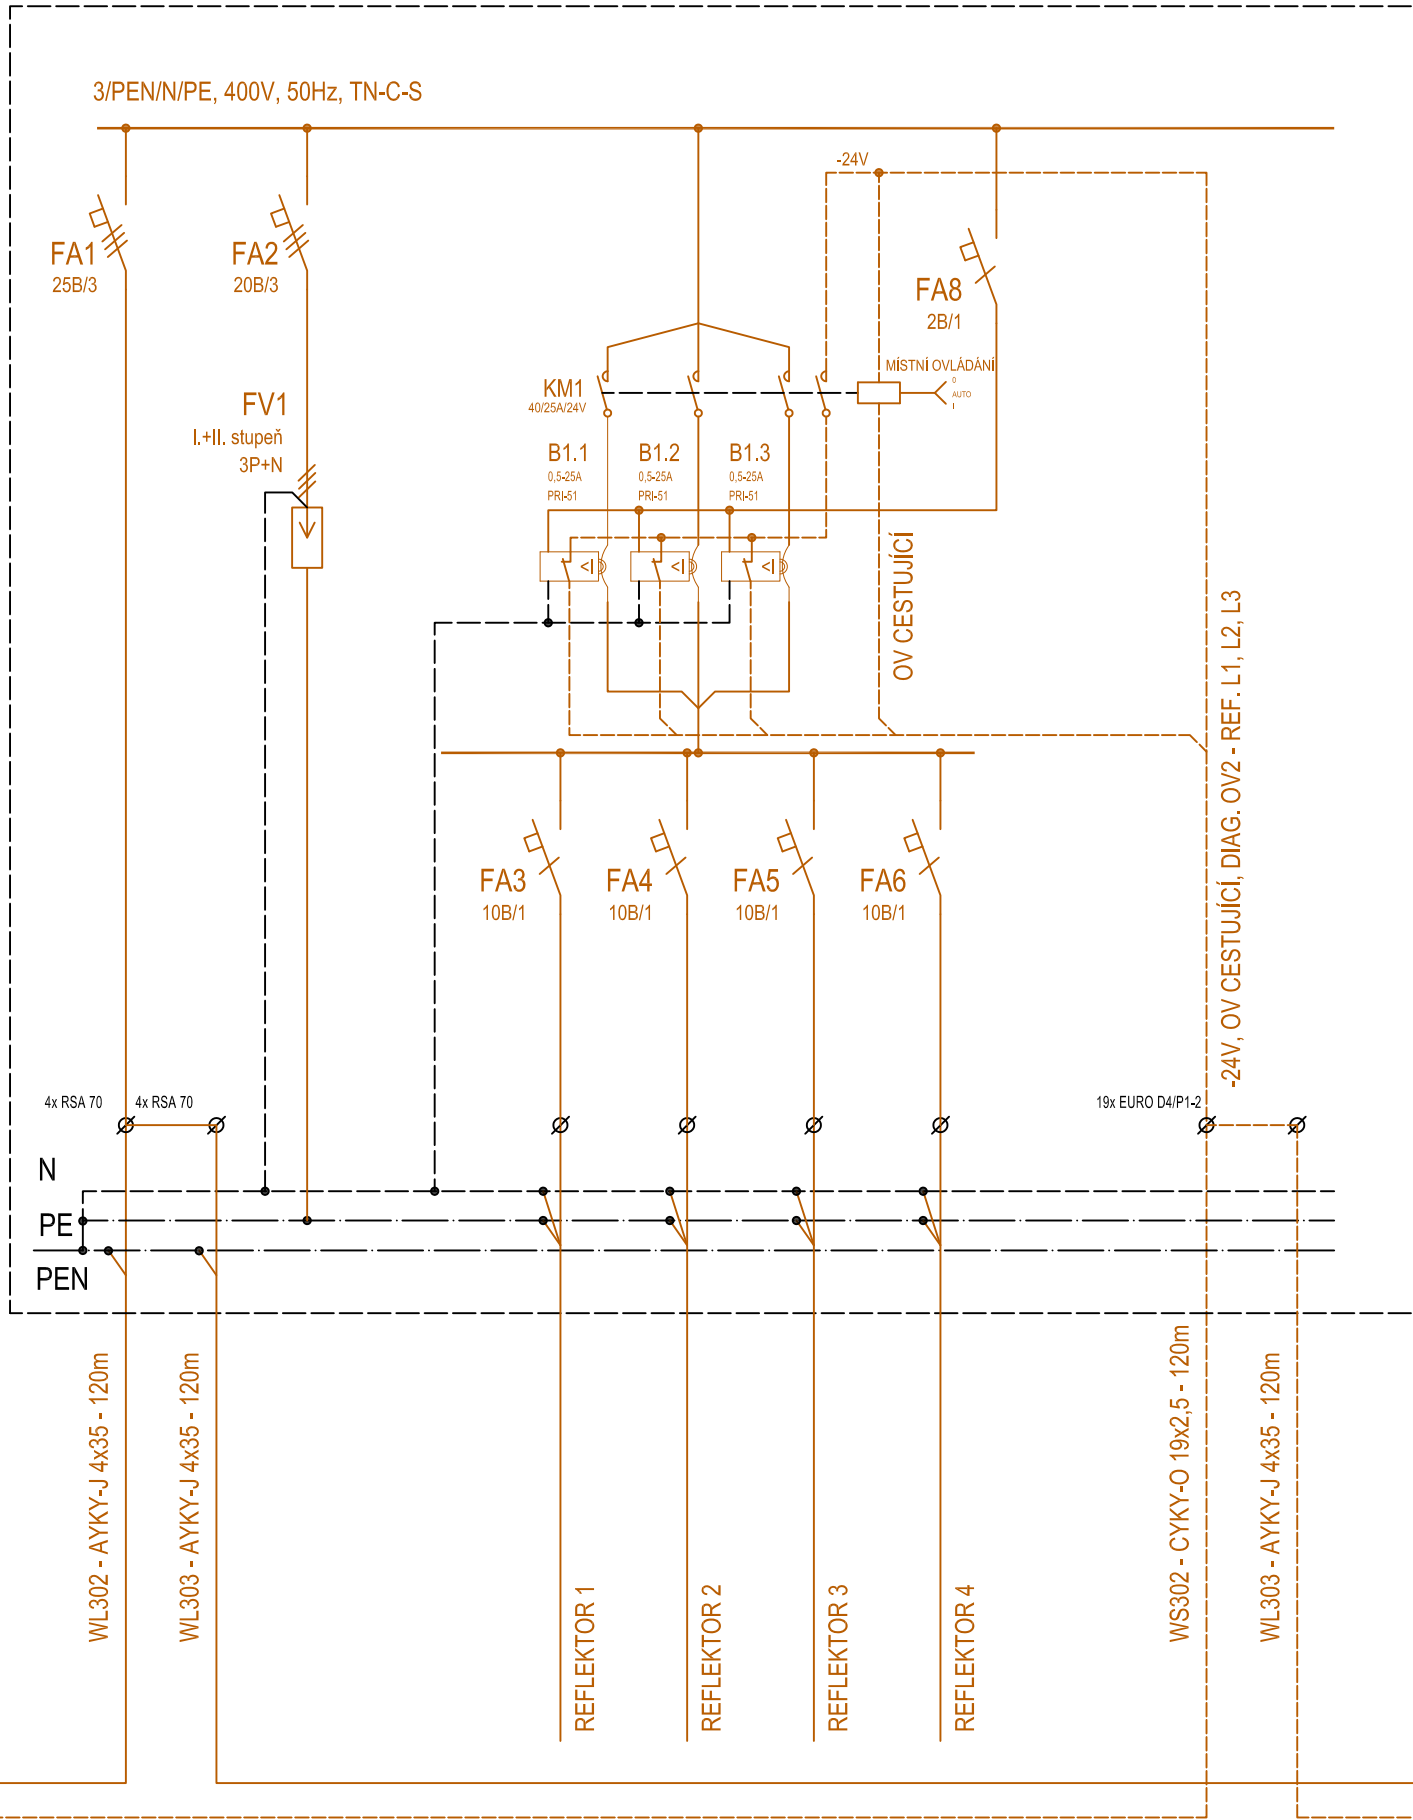 3/PEN/N/PE, 400V, 50Hz, TN-C-S
-24V
FA1
25B/3
FA2
20B/3
FA8
2B/1
MÍSTNÍ OVLÁDÁNÍ
0
AUTO
I
KM1
40/25A/24V
FV1
I.+II. stupeň
3P+N
B1.1
0,5-25A
PRI-51
B1.2
0,5-25A
PRI-51
B1.3
0,5-25A
PRI-51
<I
<I
<I
OV CESTUJÍCÍ
-24V, OV CESTUJÍCÍ, DIAG. OV2 - REF. L1, L2, L3
FA3
10B/1
FA4
10B/1
FA5
10B/1
FA6
10B/1
4x RSA 70
4x RSA 70
19x EURO D4/P1-2
N
PE
PEN
WL302 - AYKY-J 4x35 - 120m
WL303 - AYKY-J 4x35 - 120m
REFLEKTOR 1
REFLEKTOR 2
REFLEKTOR 3
REFLEKTOR 4
WS302 - CYKY-O 19x2,5 - 120m
WL303 - AYKY-J 4x35 - 120m